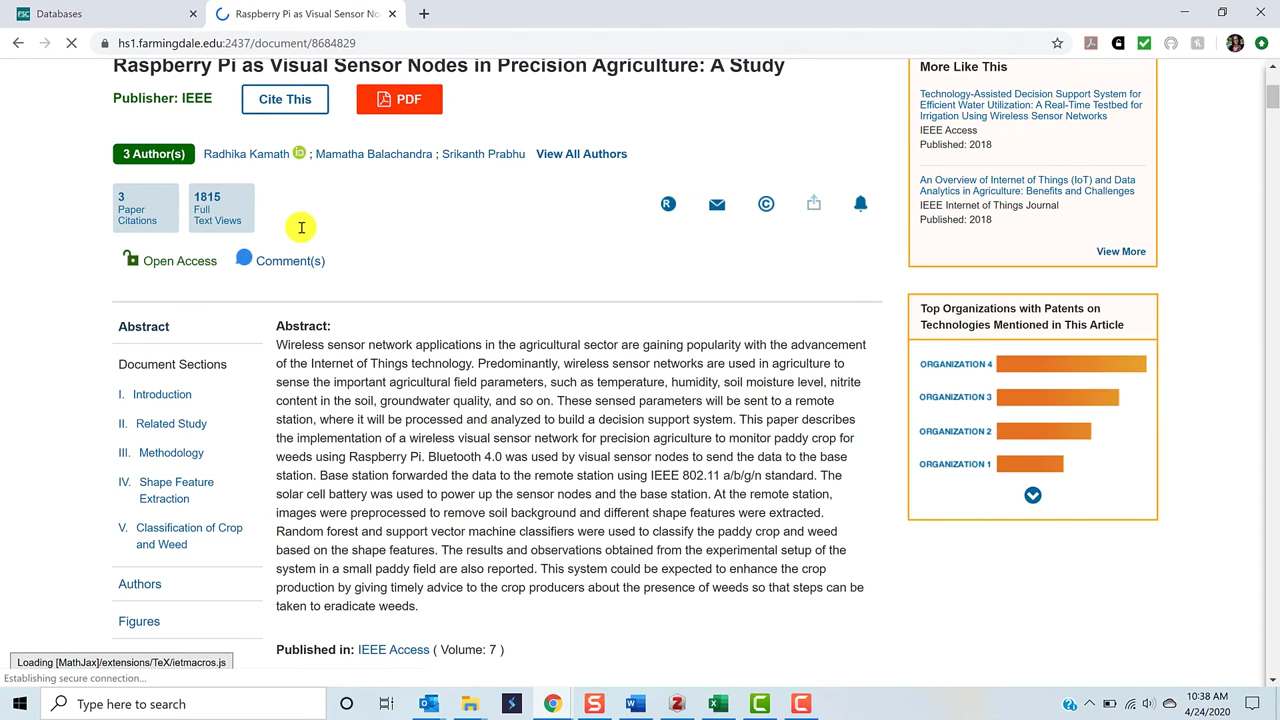 FSC Databases
Raspberry Pi as Visual Sensor No
hs1.farmingdale.edu:2437/document/8684829
Raspberry Pi as Visual Sensor Nodes in Precision Agriculture: A Study
Publisher: IEEE
Cite This
PDF
3 Author(s)
Radhika Kamath iD ; Mamatha Balachandra ; Srikanth Prabhu
View All Authors
3
Paper
Citations
1815
Full
Text Views
R
©
Open Access
Comment(s)
Abstract
Document Sections
I. Introduction
II. Related Study
III. Methodology
IV. Shape Feature
Extraction
V. Classification of Crop
and Weed
Authors
Figures
Abstract:
Wireless sensor network applications in the agricultural sector are gaining popularity with the advancement
of the Internet of Things technology. Predominantly, wireless sensor networks are used in agriculture to
sense the important agricultural field parameters, such as temperature, humidity, soil moisture level, nitrite
content in the soil, groundwater quality, and so on. These sensed parameters will be sent to a remote
station, where it will be processed and analyzed to build a decision support system. This paper describes
the implementation of a wireless visual sensor network for precision agriculture to monitor paddy crop for
weeds using Raspberry Pi. Bluetooth 4.0 was used by visual sensor nodes to send the data to the base
station. Base station forwarded the data to the remote station using IEEE 802.11 a/b/g/n standard. The
solar cell battery was used to power up the sensor nodes and the base station. At the remote station,
images were preprocessed to remove soil background and different shape features were extracted.
Random forest and support vector machine classifiers were used to classify the paddy crop and weed
based on the shape features. The results and observations obtained from the experimental setup of the
system in a small paddy field are also reported. This system could be expected to enhance the crop
production by giving timely advice to the crop producers about the presence of weeds so that steps can be
taken to eradicate weeds.
Published in: IEEE Access ( Volume: 7 )
More Like This
Technology-Assisted Decision Support System for
Efficient Water Utilization: A Real-Time Testbed for
Irrigation Using Wireless Sensor Networks
IEEE Access
Published: 2018
An Overview of Internet of Things (IoT) and Data
Analytics in Agriculture: Benefits and Challenges
IEEE Internet of Things Journal
Published: 2018
View More
Top Organizations with Patents on
Technologies Mentioned in This Article
ORGANIZATION 4
ORGANIZATION 3
ORGANIZATION 2
ORGANIZATION 1
Loading [MathJax]/extensions/TeX/ietmacros.js
Establishing secure connection...
Type here to search
10:38 AM
4/24/2020